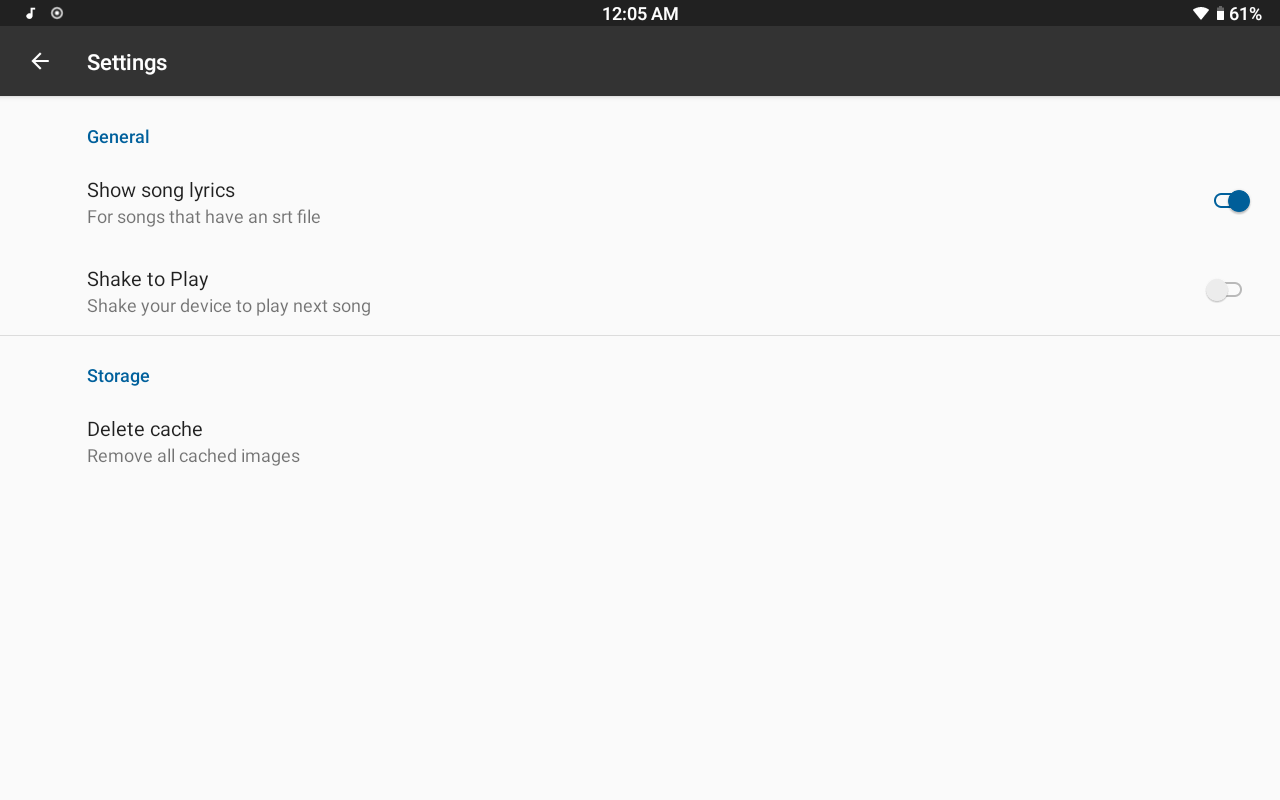 12:05 AM
61%
Settings
General
Show song lyrics
For songs that have an srt file
Shake to Play
Shake your device to play next song
Storage
Delete cache
Remove all cached images